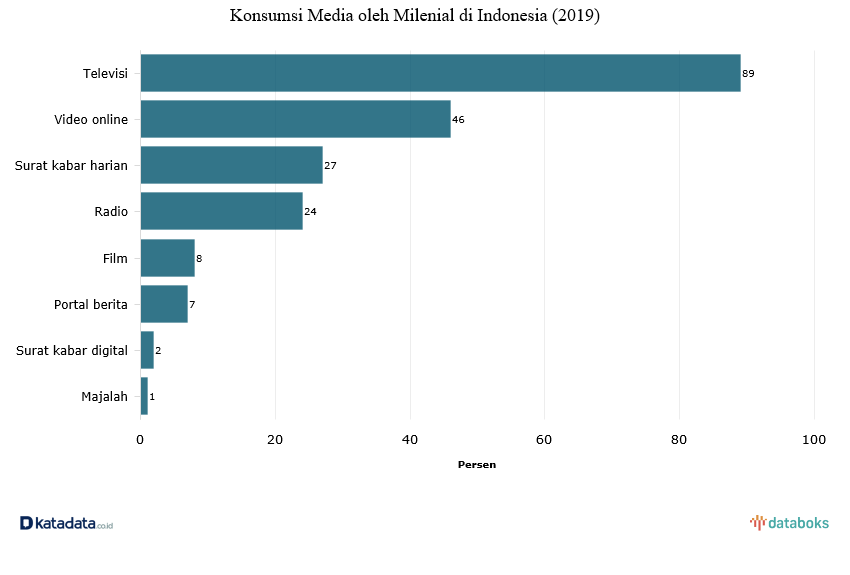 Konsumsi Media oleh Milenial di Indonesia (2019)
Televisi 89
Video online 46
Surat kabar harian 27
Radio 24
Film 8
Portal berita 7
Surat kabar digital 2
Majalah 1
0 20 40 60 80 100
Persen
katadata.co.id databoks